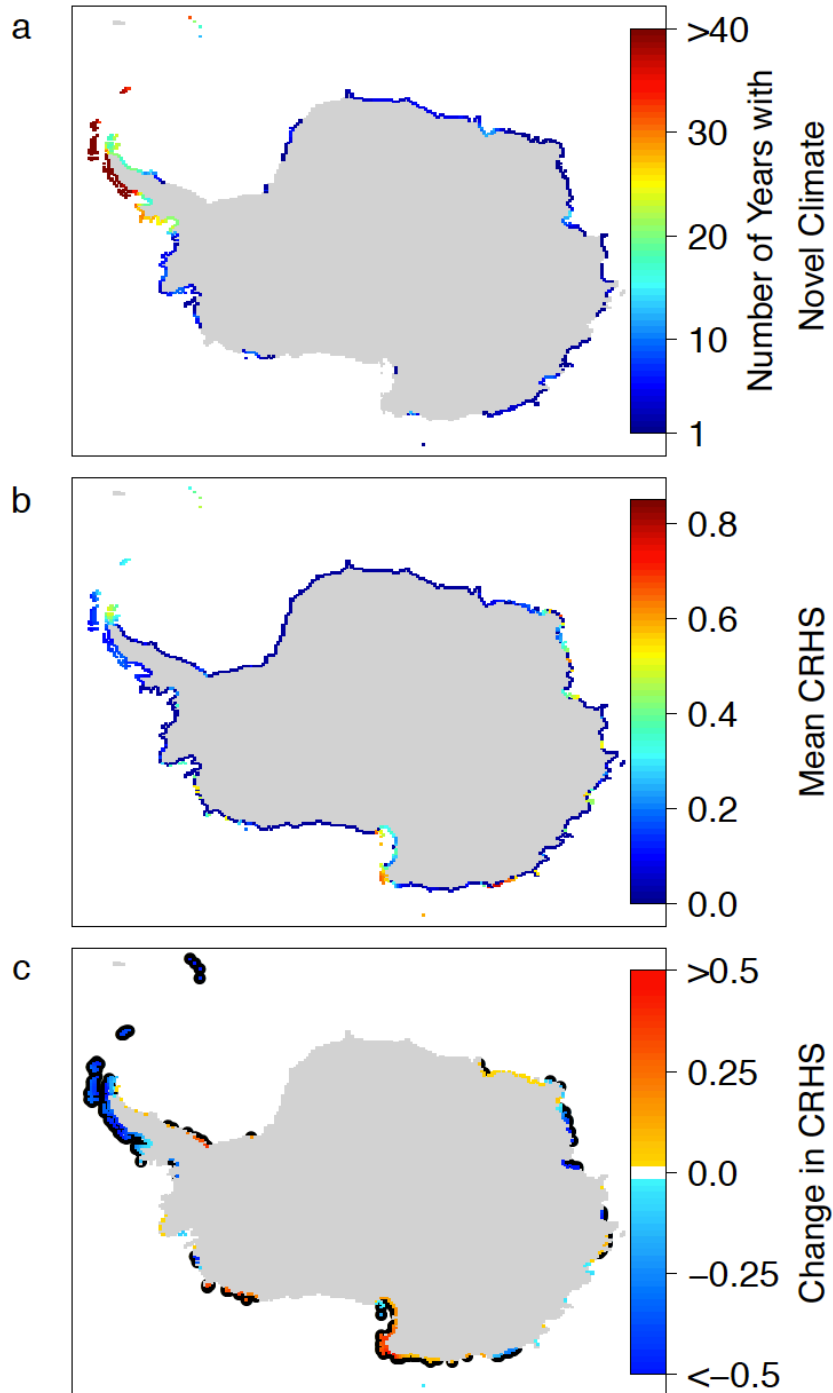 a
>40
30
20
10
1
Number of Years with
Novel Climate
b
0.8
0.6
0.4
0.2
0.0
Mean CRHS
c
>0.5
0.25
0.0
−0.25
<−0.5
Change in CRHS